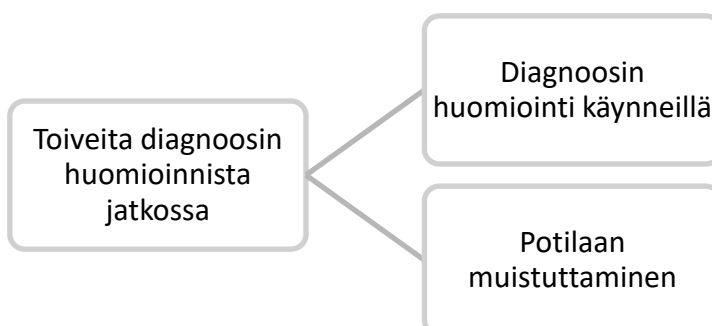 Toiveita diagnoosin
huomioinnista
jatkossa
Diagnoosin
huomiointi käynneillä
Potilaan
muistuttaminen